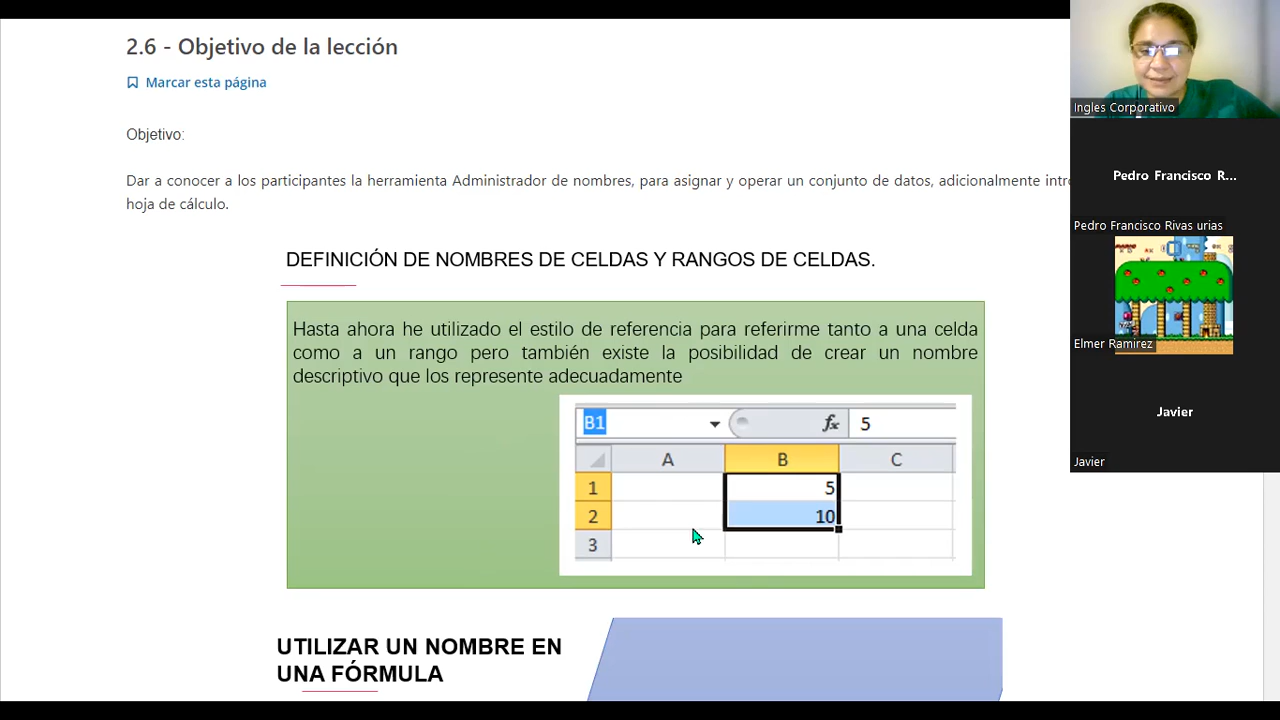 2.6 - Objetivo de la lección
Marcar esta página
Objetivo:
Dar a conocer a los participantes la herramienta Administrador de nombres, para asignar y operar un conjunto de datos, adicionalmente intro
hoja de cálculo.
DEFINICIÓN DE NOMBRES DE CELDAS Y RANGOS DE CELDAS.
Hasta ahora he utilizado el estilo de referencia para referirme tanto a una celda
como a un rango pero también existe la posibilidad de crear un nombre
descriptivo que los represente adecuadamente
B1 fx 5
A B C
1 5
2 10
3
UTILIZAR UN NOMBRE EN
UNA FÓRMULA
Ingles Corporativo
Pedro Francisco R...
Pedro Francisco Rivas urias
Elmer Ramirez
Javier
Javier